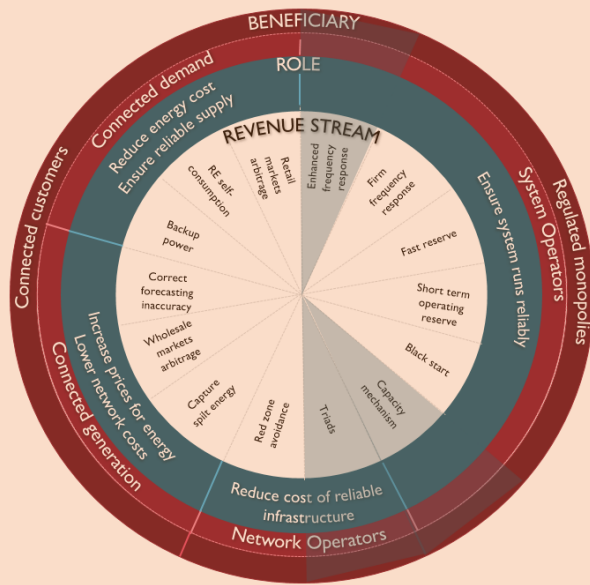 BENEFICIARY
ROLE
REVENUE STREAM
Connected customers
Regulated monopolies
Connected demand
System Operators
Network Operators
Connected generation
Reduce energy cost
Ensure reliable supply
Ensure system runs reliably
Reduce cost of reliable
infrastructure
Increase prices for energy
Lower network costs
Enhanced
frequency
response
Firm
frequency
response
Fast reserve
Short term
operating
reserve
Black start
Capacity
mechanism
Triads
Red zone
avoidance
Capture
spilt energy
Wholesale
markets
arbitrage
Correct
forecasting
inaccuracy
Backup
power
RE self-
consumption
Retail
markets
arbitrage